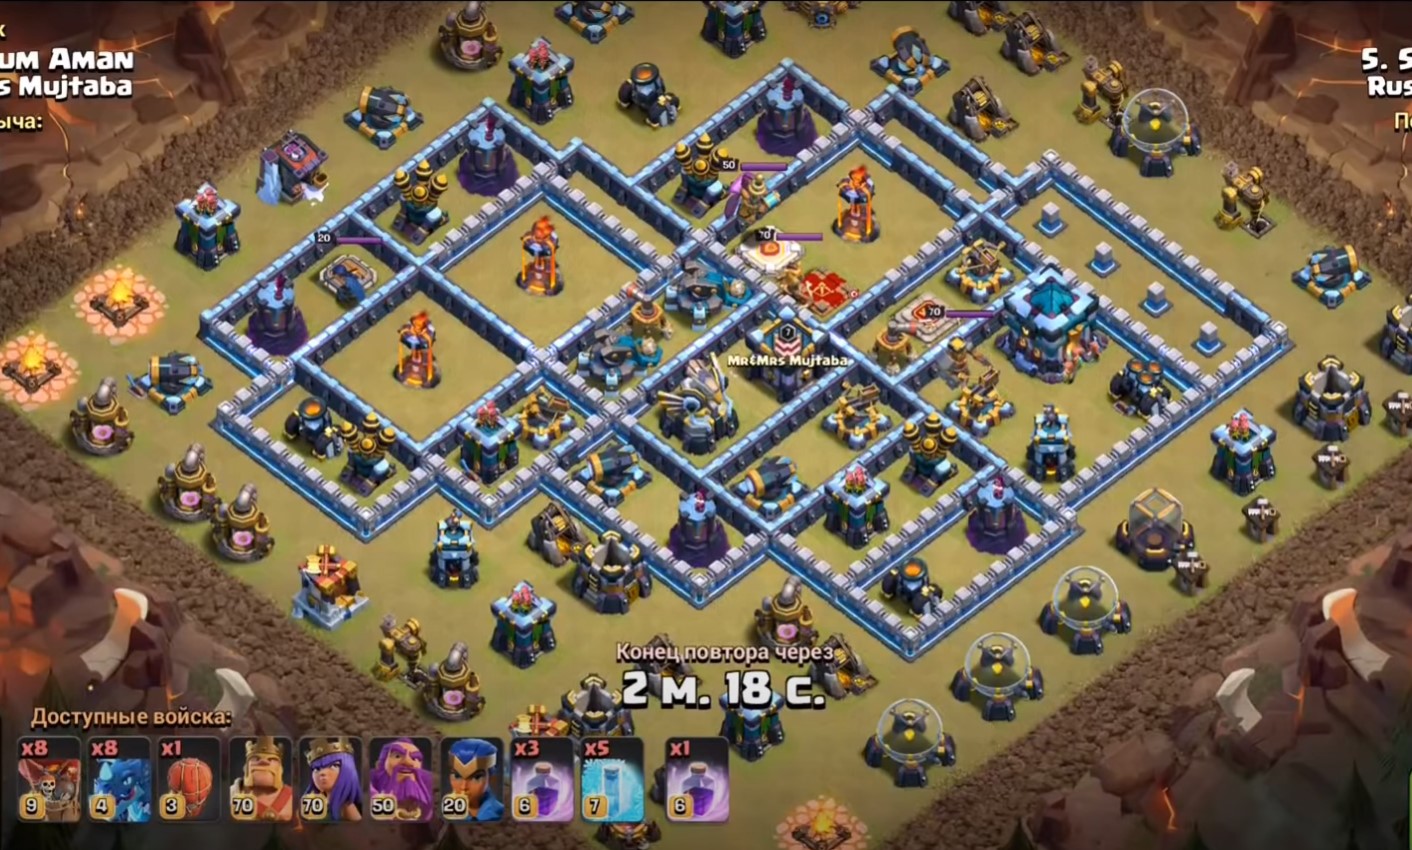 к
UM AMAN
S MUJTABA
ыча:
5. S
RUS
По
50
70
20
70
7
MR&MRS MUJTABA
Конец повтора через
2 м. 18 с.
Доступные войска:
x8 x8 x1 x3 x5 x1
9 4 3 70 70 50 20 6 7 6